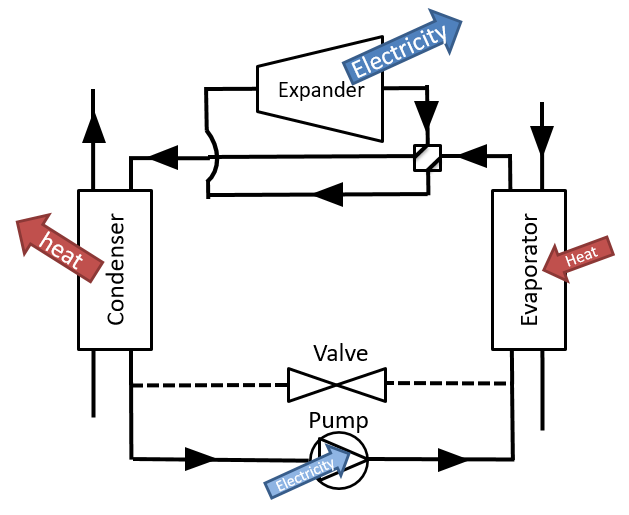 Electricity
Expander
heat
Condenser
Evaporator
Heat
Valve
Pump
Electricity